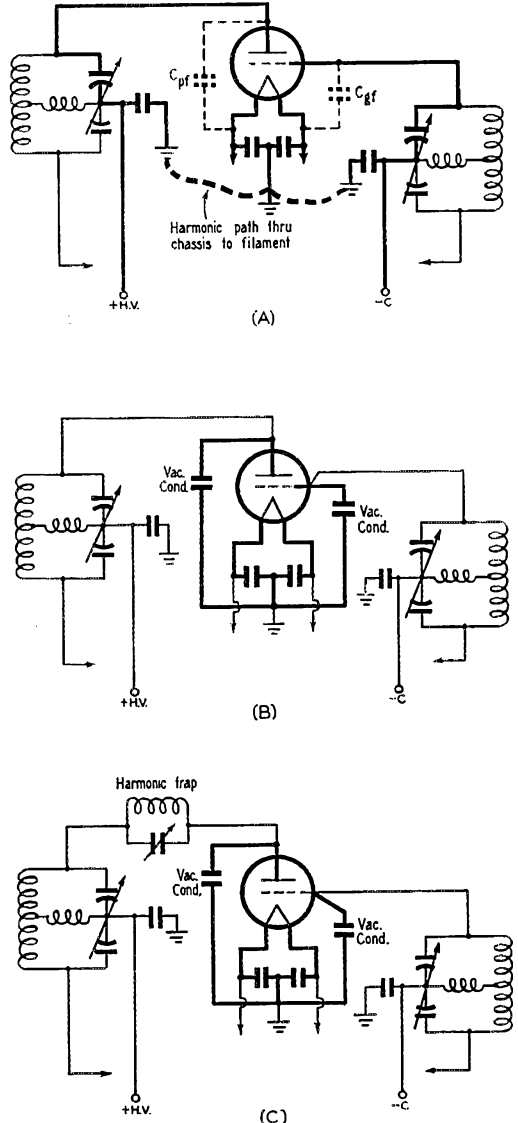 Cpf
Cgf
Harmonic path thru
chassis to filament
+H.V.
-C
(A)
Vac.
Cond.
Vac.
Cond.
+H.V.
-C
(B)
Harmonic trap
Vac.
Cond.
Vac.
Cond.
+H.V.
-C
(C)